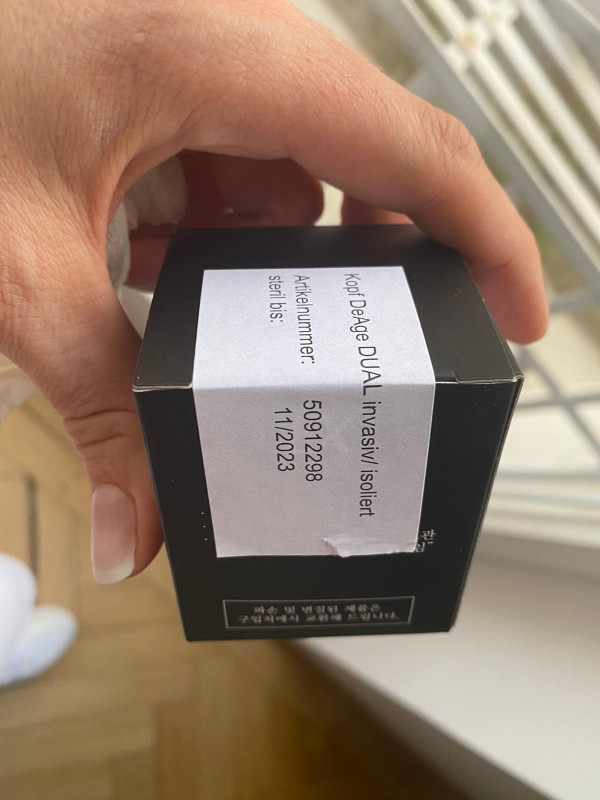 Kopf DeAge DUAL invasiv/ isoliert
Artikelnummer: 50912298
steril bis: 11/2023
파손 및 변질된 제품은
구입처에서 교환해 드립니다.